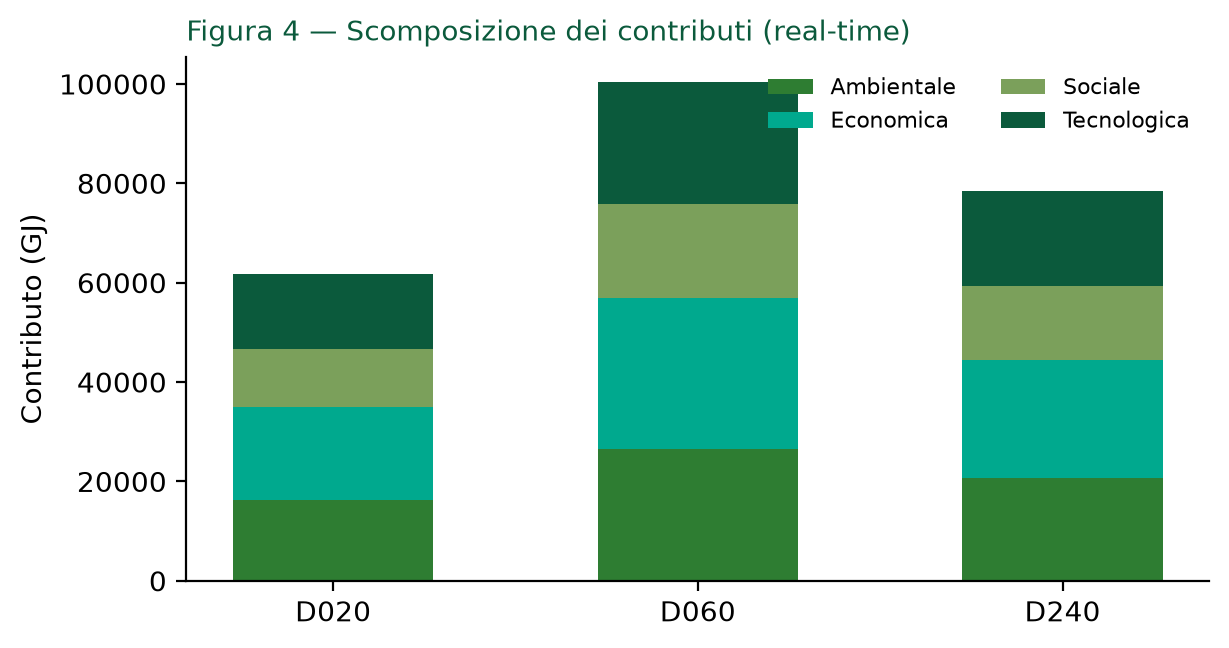 Figura 4 — Scomposizione dei contributi (real-time)
Contributo (GJ)
100000
80000
60000
40000
20000
0
Ambientale
Economica
Sociale
Tecnologica
D020
D060
D240